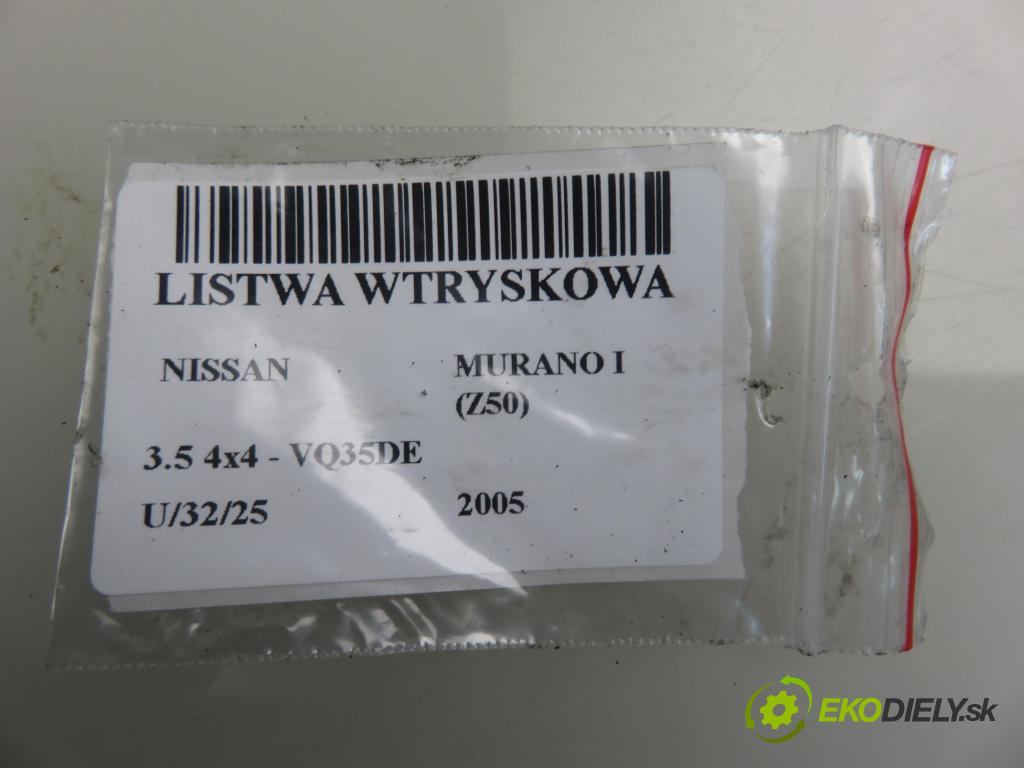 LISTWA WTRYSKOWA
NISSAN MURANO I
(Z50)
3.5 4x4 - VQ35DE
U/32/25 2005
EKODIELY.sk